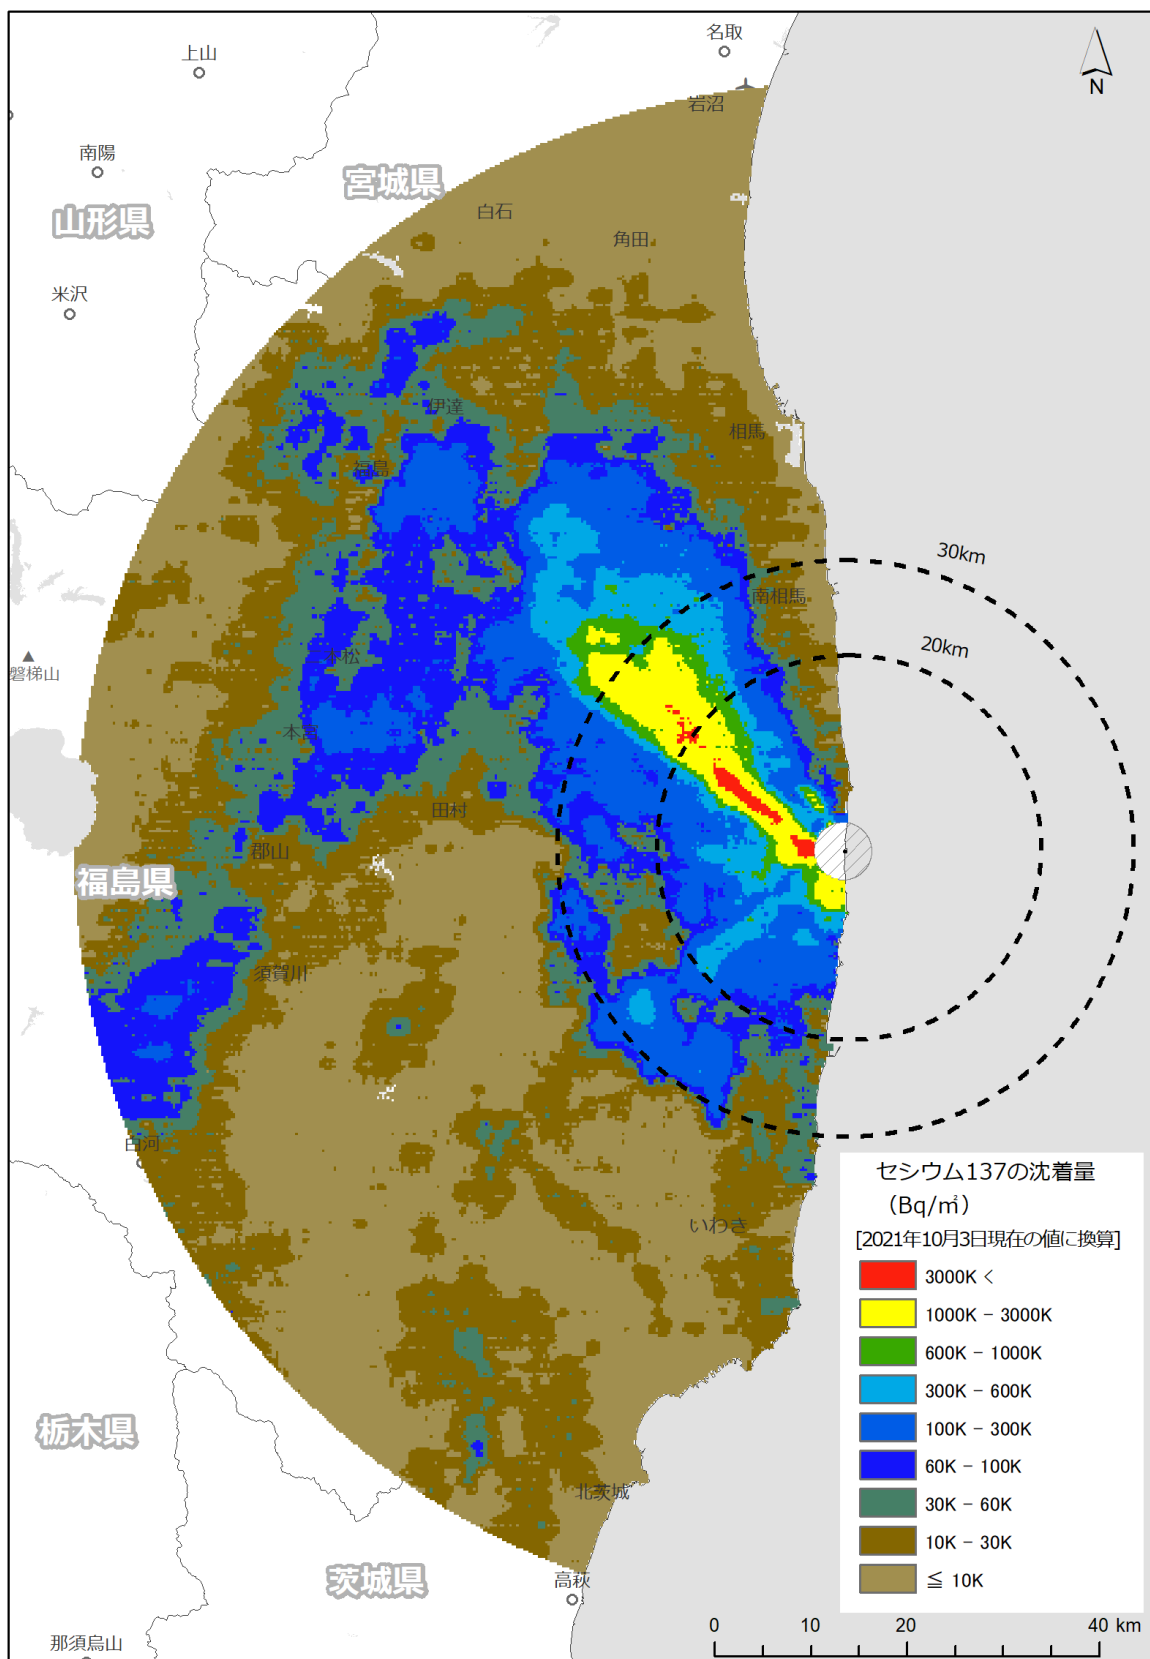 名取
上山
N
岩沼
南陽
宮城県
白石
山形県
角田
米沢
伊達
相馬
福島
30km
南相馬
20km
二本松
磐梯山
本宮
田村
郡山
福島県
須賀川
白河
セシウム137の沈着量
（Bq/㎡）
[2021年10月3日現在の値に換算]
いわき
3000K <
1000K − 3000K
600K − 1000K
300K − 600K
100K − 300K
栃木県
60K − 100K
北茨城
30K − 60K
10K − 30K
茨城県
高萩
≦ 10K
0 10 20 40 km
那須烏山